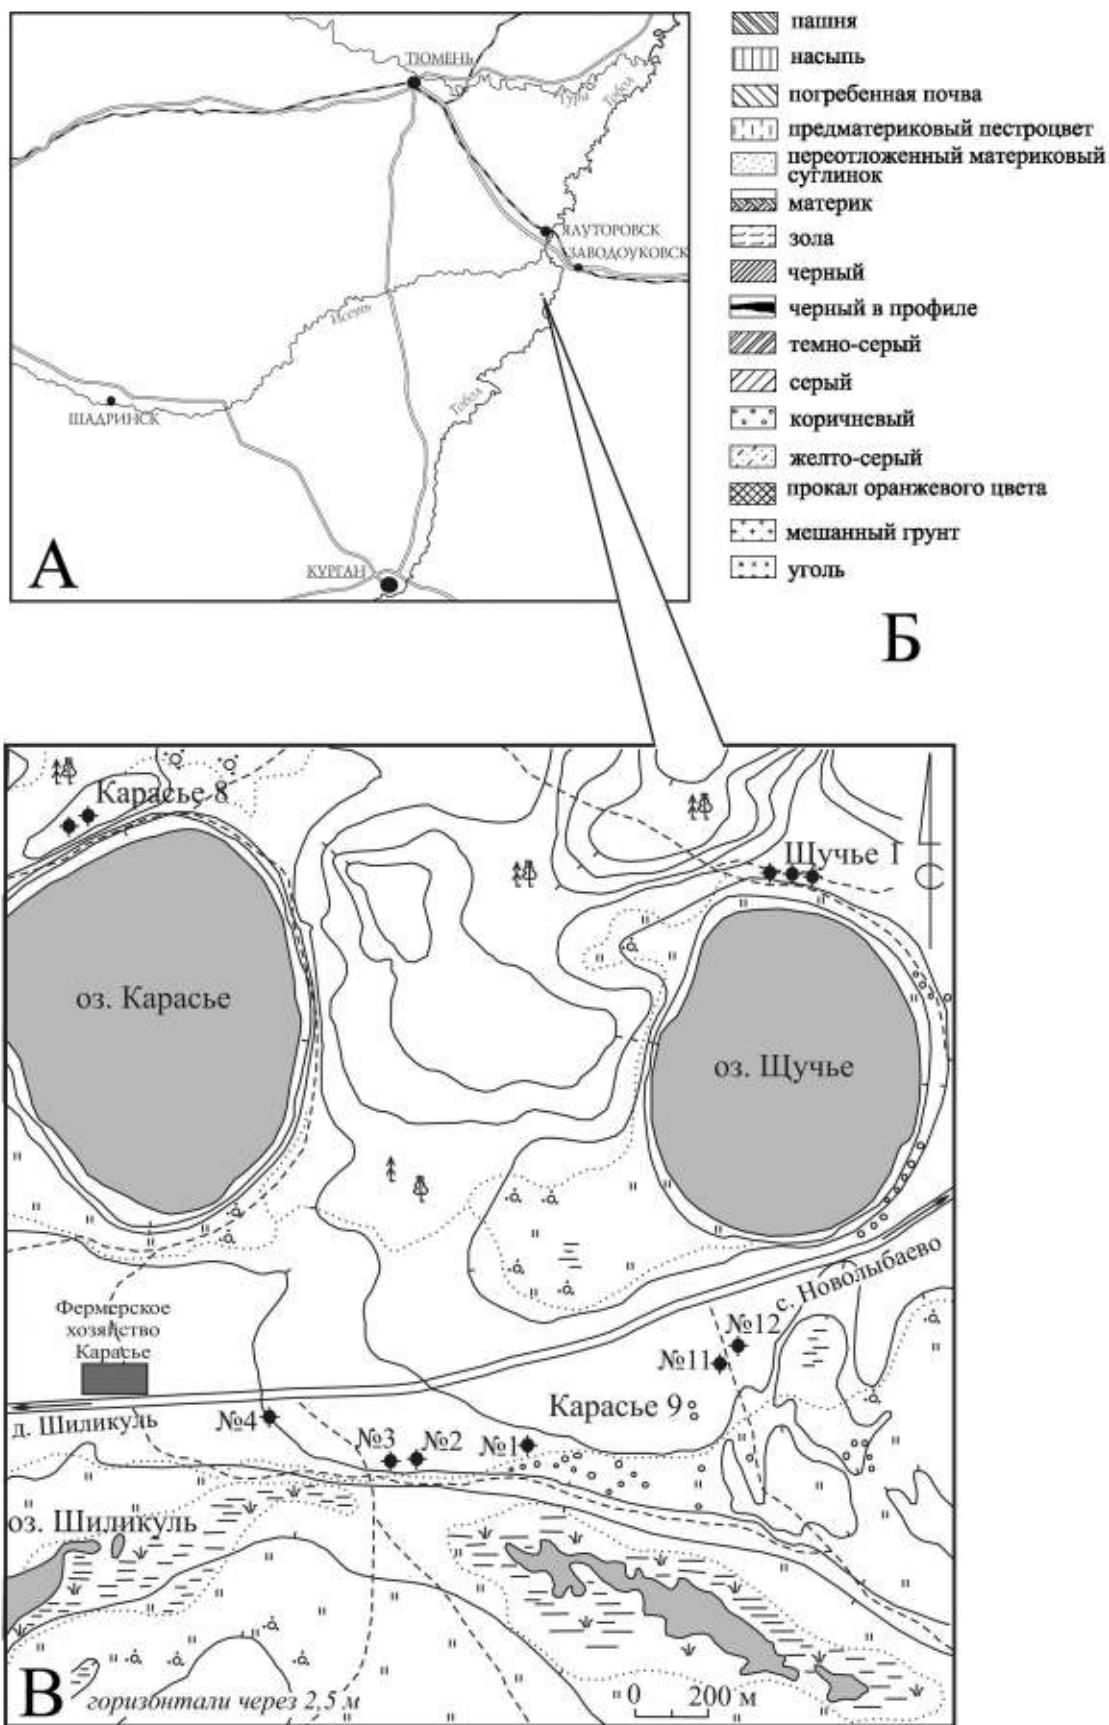 ТЮМЕНЬ
Тура
Тобол
ЯЛУТОРОВСК
ЗАВОДОУКОВСК
Исеть
Тобол
ШАДРИНСК
КУРГАН
А
пашня
насыпь
погребенная почва
предматериковый пестроцвет
переотложенный материковый
суглинок
материк
зола
черный
черный в профиле
темно-серый
серый
коричневый
желто-серый
прокал оранжевого цвета
мешанный грунт
уголь
Б
Карасье 8
Щучье 1
оз. Карасье
оз. Щучье
с. Новолыбаево
Фермерское
хозяйство
Карасье
№12
№11
Карасье 9
д. Шиликуль
№4
№3
№2
№1
оз. Шиликуль
В
горизонтали через 2,5 м
0 200 м